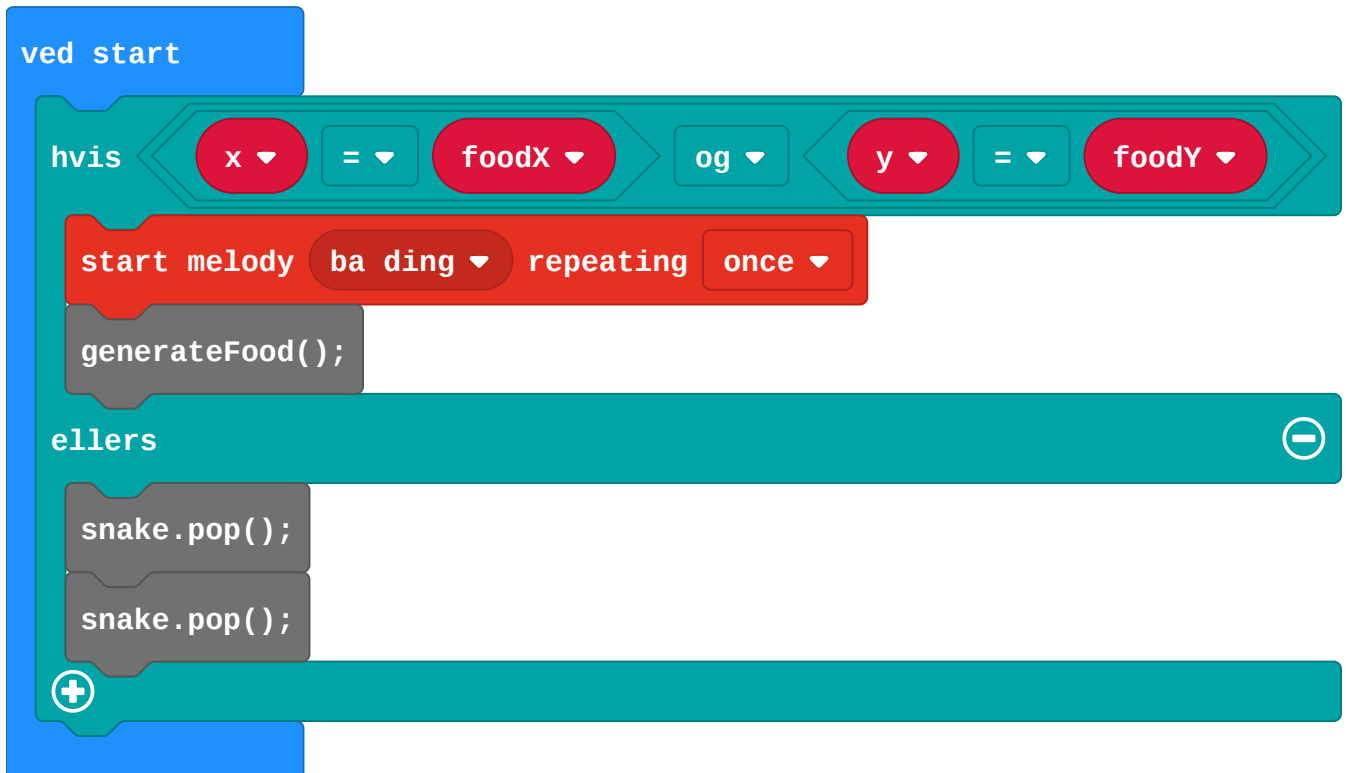 ved start
hvis x = foodX og y = foodY
start melody ba ding repeating once
generateFood();
ellers
snake.pop();
snake.pop();